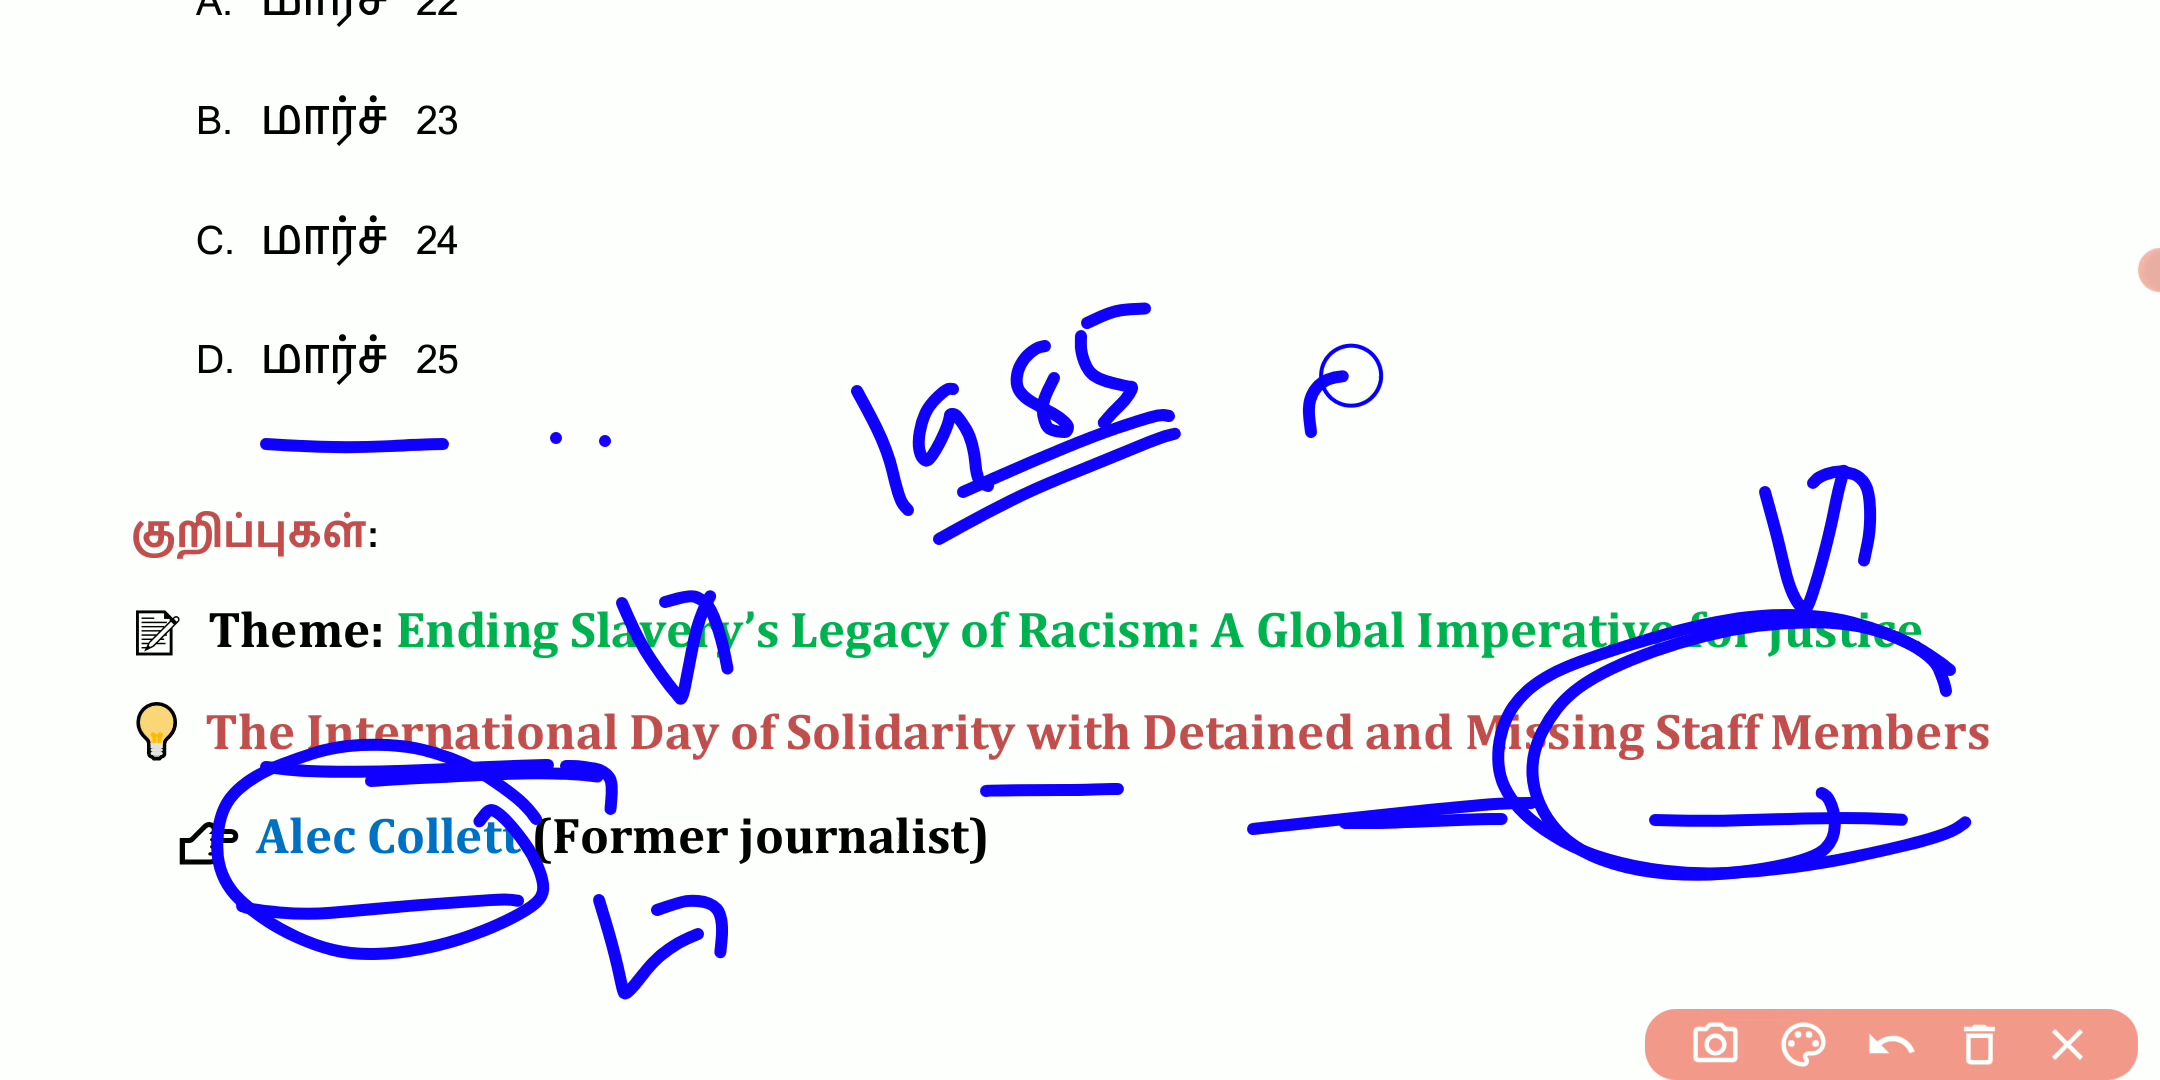 A. மார்ச் 22
B. மார்ச் 23
C. மார்ச் 24
D. மார்ச் 25
1985
குறிப்புகள்:
Theme: Ending Slavery’s Legacy of Racism: A Global Imperative for Justice
The International Day of Solidarity with Detained and Missing Staff Members
Alec Collett (Former journalist)